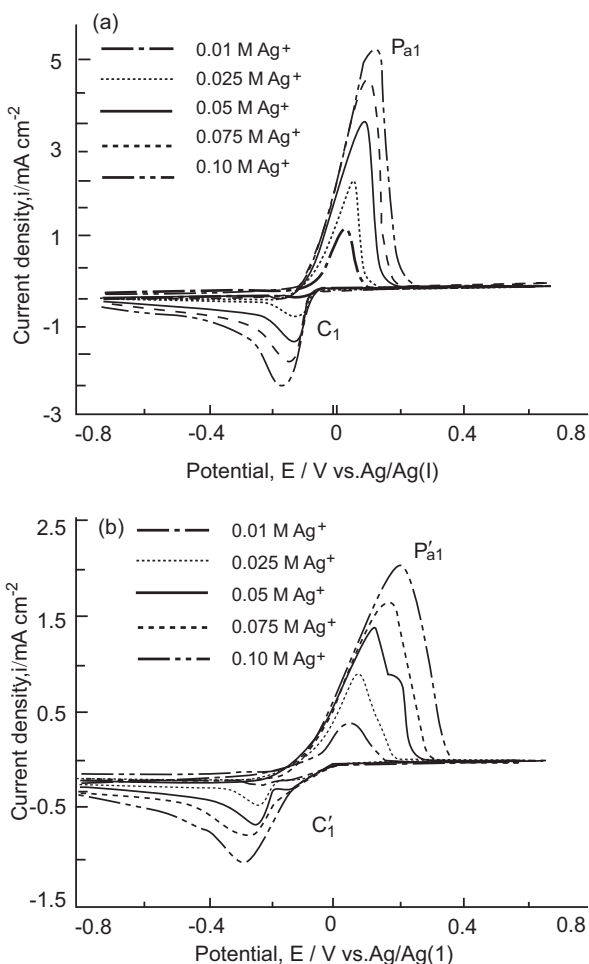 (a)
0.01 M Ag⁺
0.025 M Ag⁺
0.05 M Ag⁺
0.075 M Ag⁺
0.10 M Ag⁺
Pa1
C1
5
3
1
-1
-3
Current density,i/mA cm⁻²
-0.8 -0.4 0 0.4 0.8
Potential, E / V vs.Ag/Ag(I)
(b)
0.01 M Ag⁺
0.025 M Ag⁺
0.05 M Ag⁺
0.075 M Ag⁺
0.10 M Ag⁺
P′a1
C′1
2.5
1.5
0.5
-0.5
-1.5
Current density,i/mA cm⁻²
-0.8 -0.4 0 0.4 0.8
Potential, E / V vs.Ag/Ag(1)